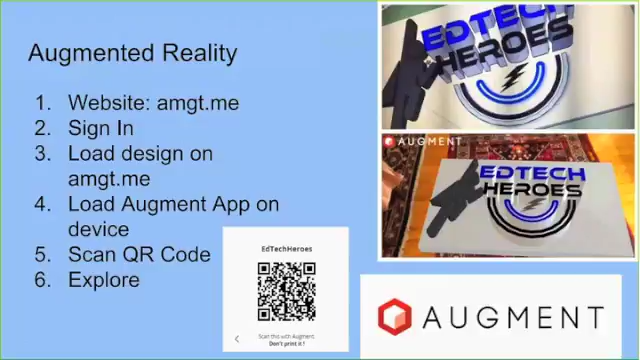 Augmented Reality
1. Website: amgt.me
2. Sign In
3. Load design on
amgt.me
4. Load Augment App on
device
5. Scan QR Code
6. Explore
EdTechHeroes
Scan this with Augment
Don't print it !
EDTECH
HEROES
AUGMENT
EDTECH
HEROES
AUGMENT